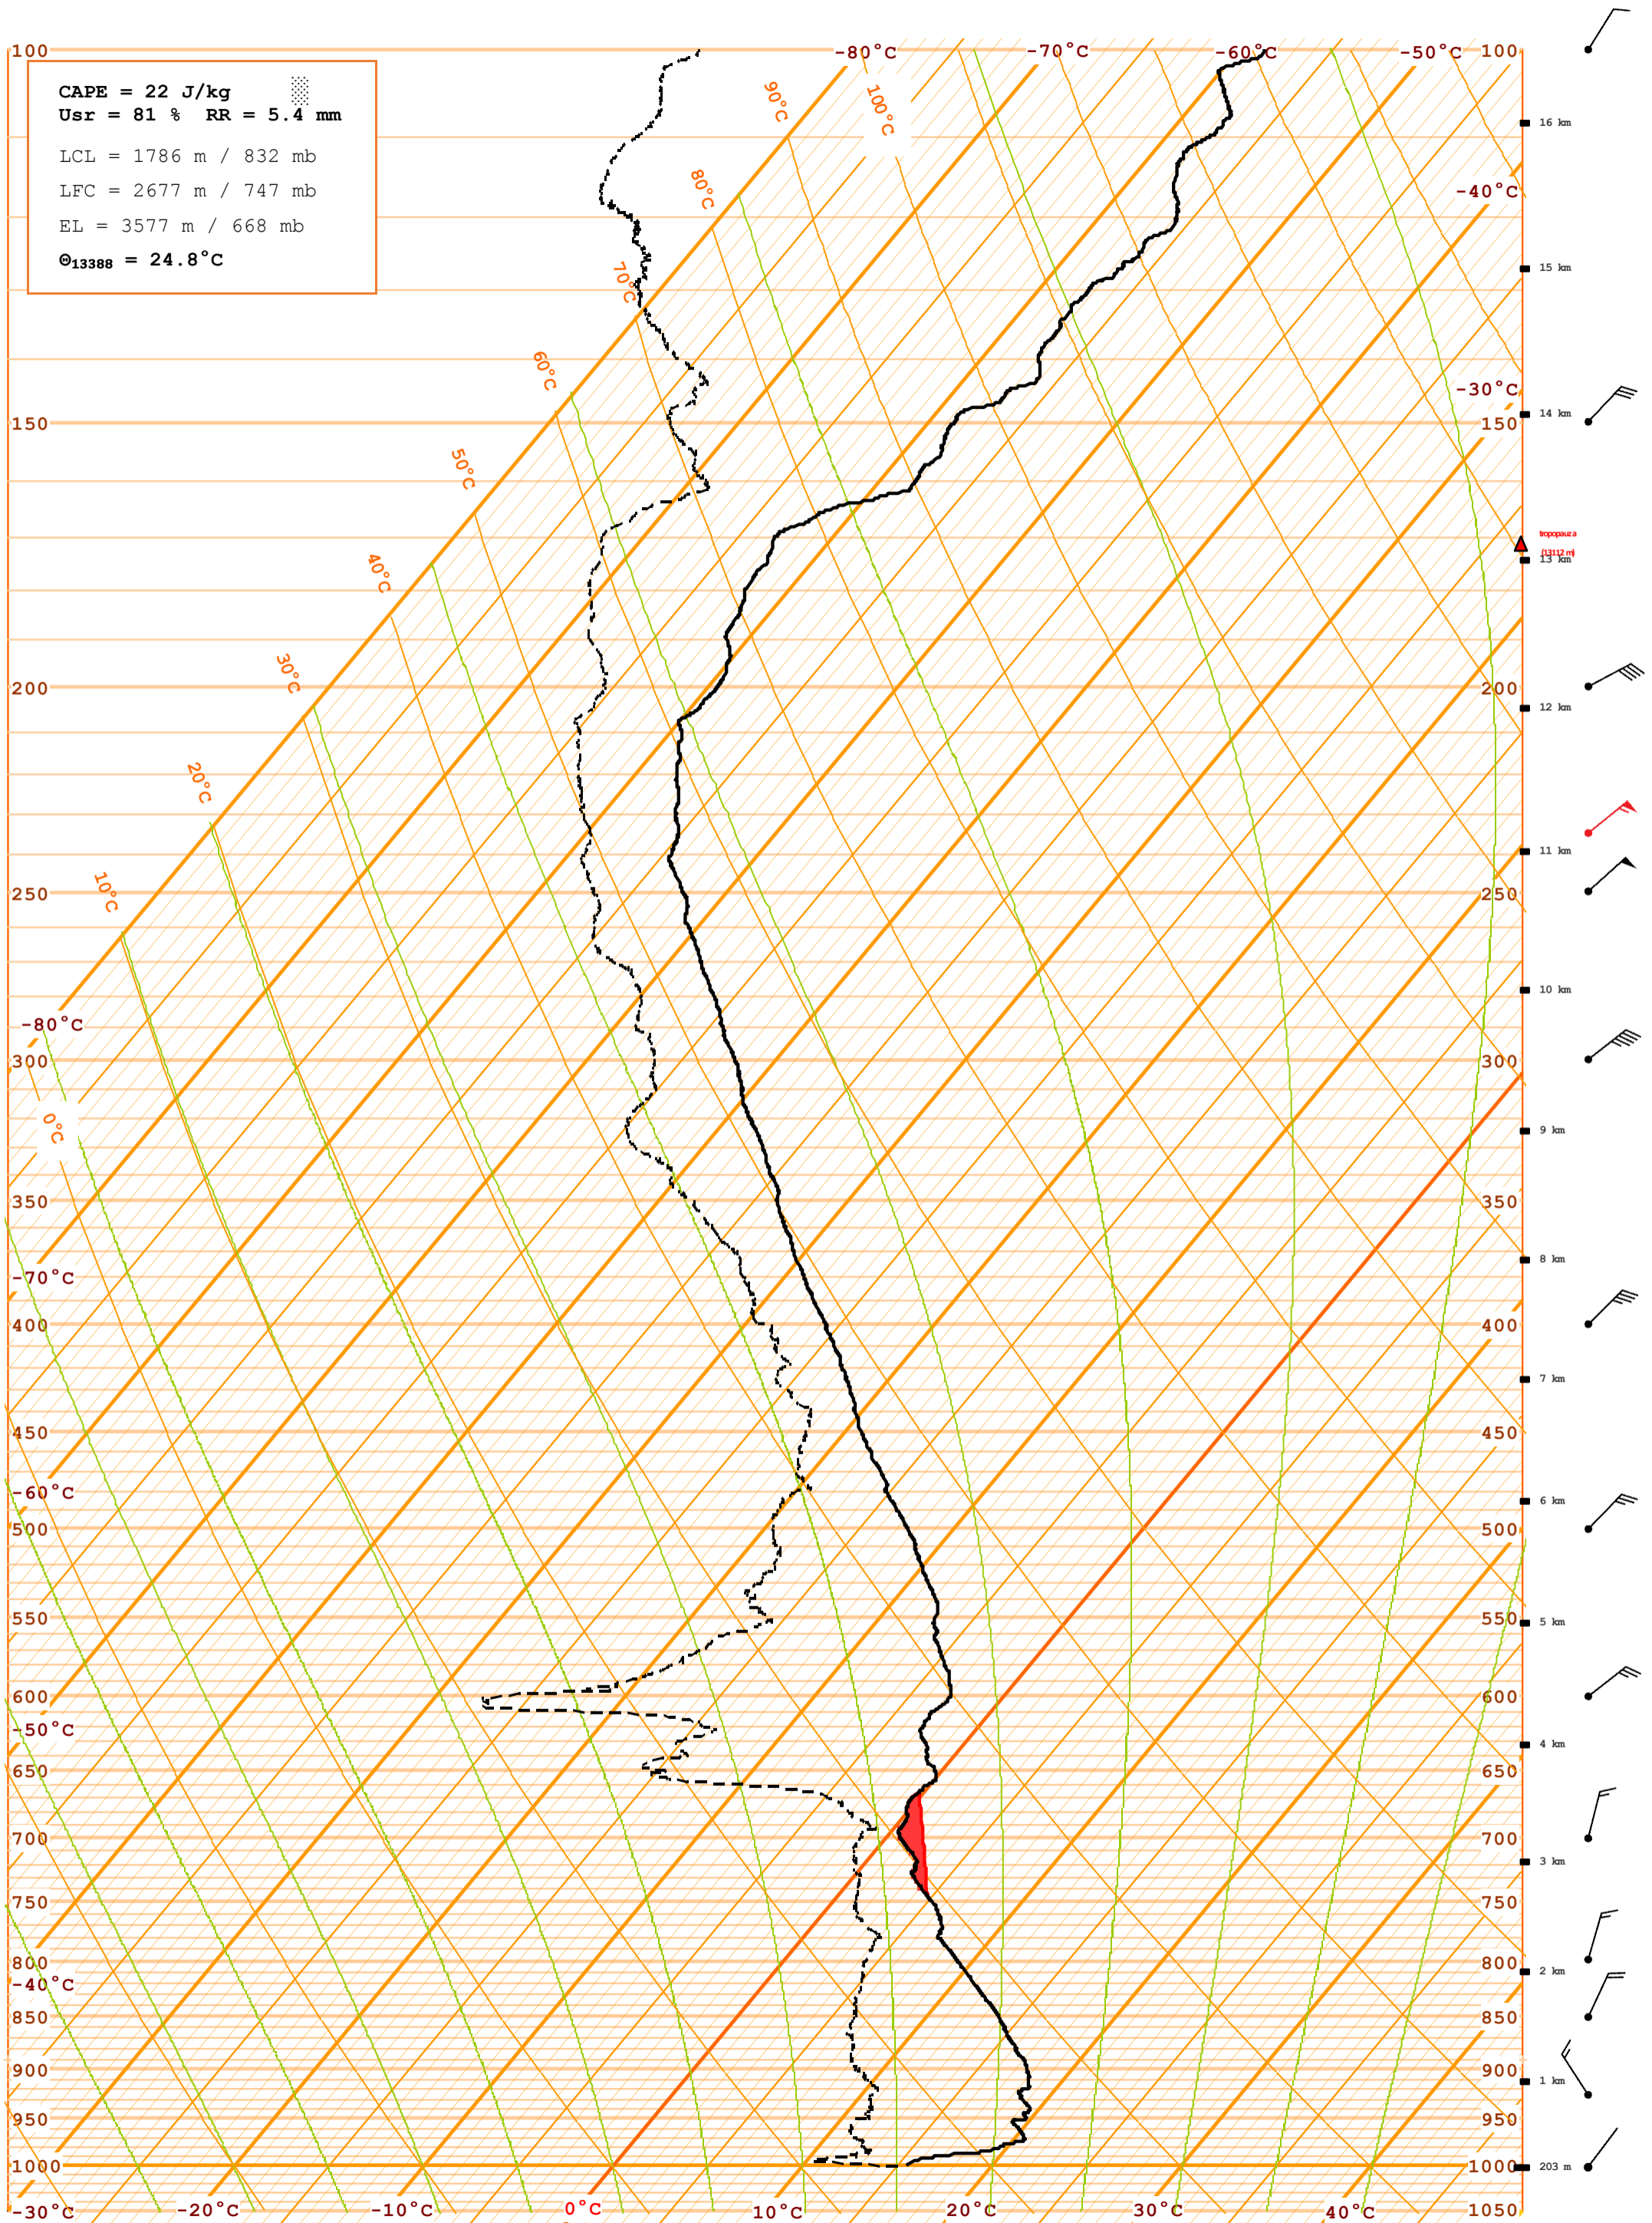 100 -80°C -70°C -60°C -50°C 100
CAPE = 22 J/kg
Usr = 81 % RR = 5.4 mm
LCL = 1786 m / 832 mb
LFC = 2677 m / 747 mb
EL = 3577 m / 668 mb
Θ13388 = 24.8°C
90°C 100°C
16 km
80°C -40°C
15 km
70°C
60°C -30°C
14 km
150 150
50°C
tropopauza
(13112 m)
13 km
40°C
30°C
200 200
12 km
20°C
11 km
250 250
10°C
10 km
-80°C
300 300
0°C
9 km
350 350
8 km
-70°C
400 400
7 km
450 450
-60°C
6 km
500 500
550 550
5 km
600 600
-50°C
4 km
650 650
700 700
3 km
750 750
800 800
2 km
-40°C
850 850
900 900
1 km
950 950
1000 1000
203 m
-30°C -20°C -10°C 0°C 10°C 20°C 30°C 40°C 1050